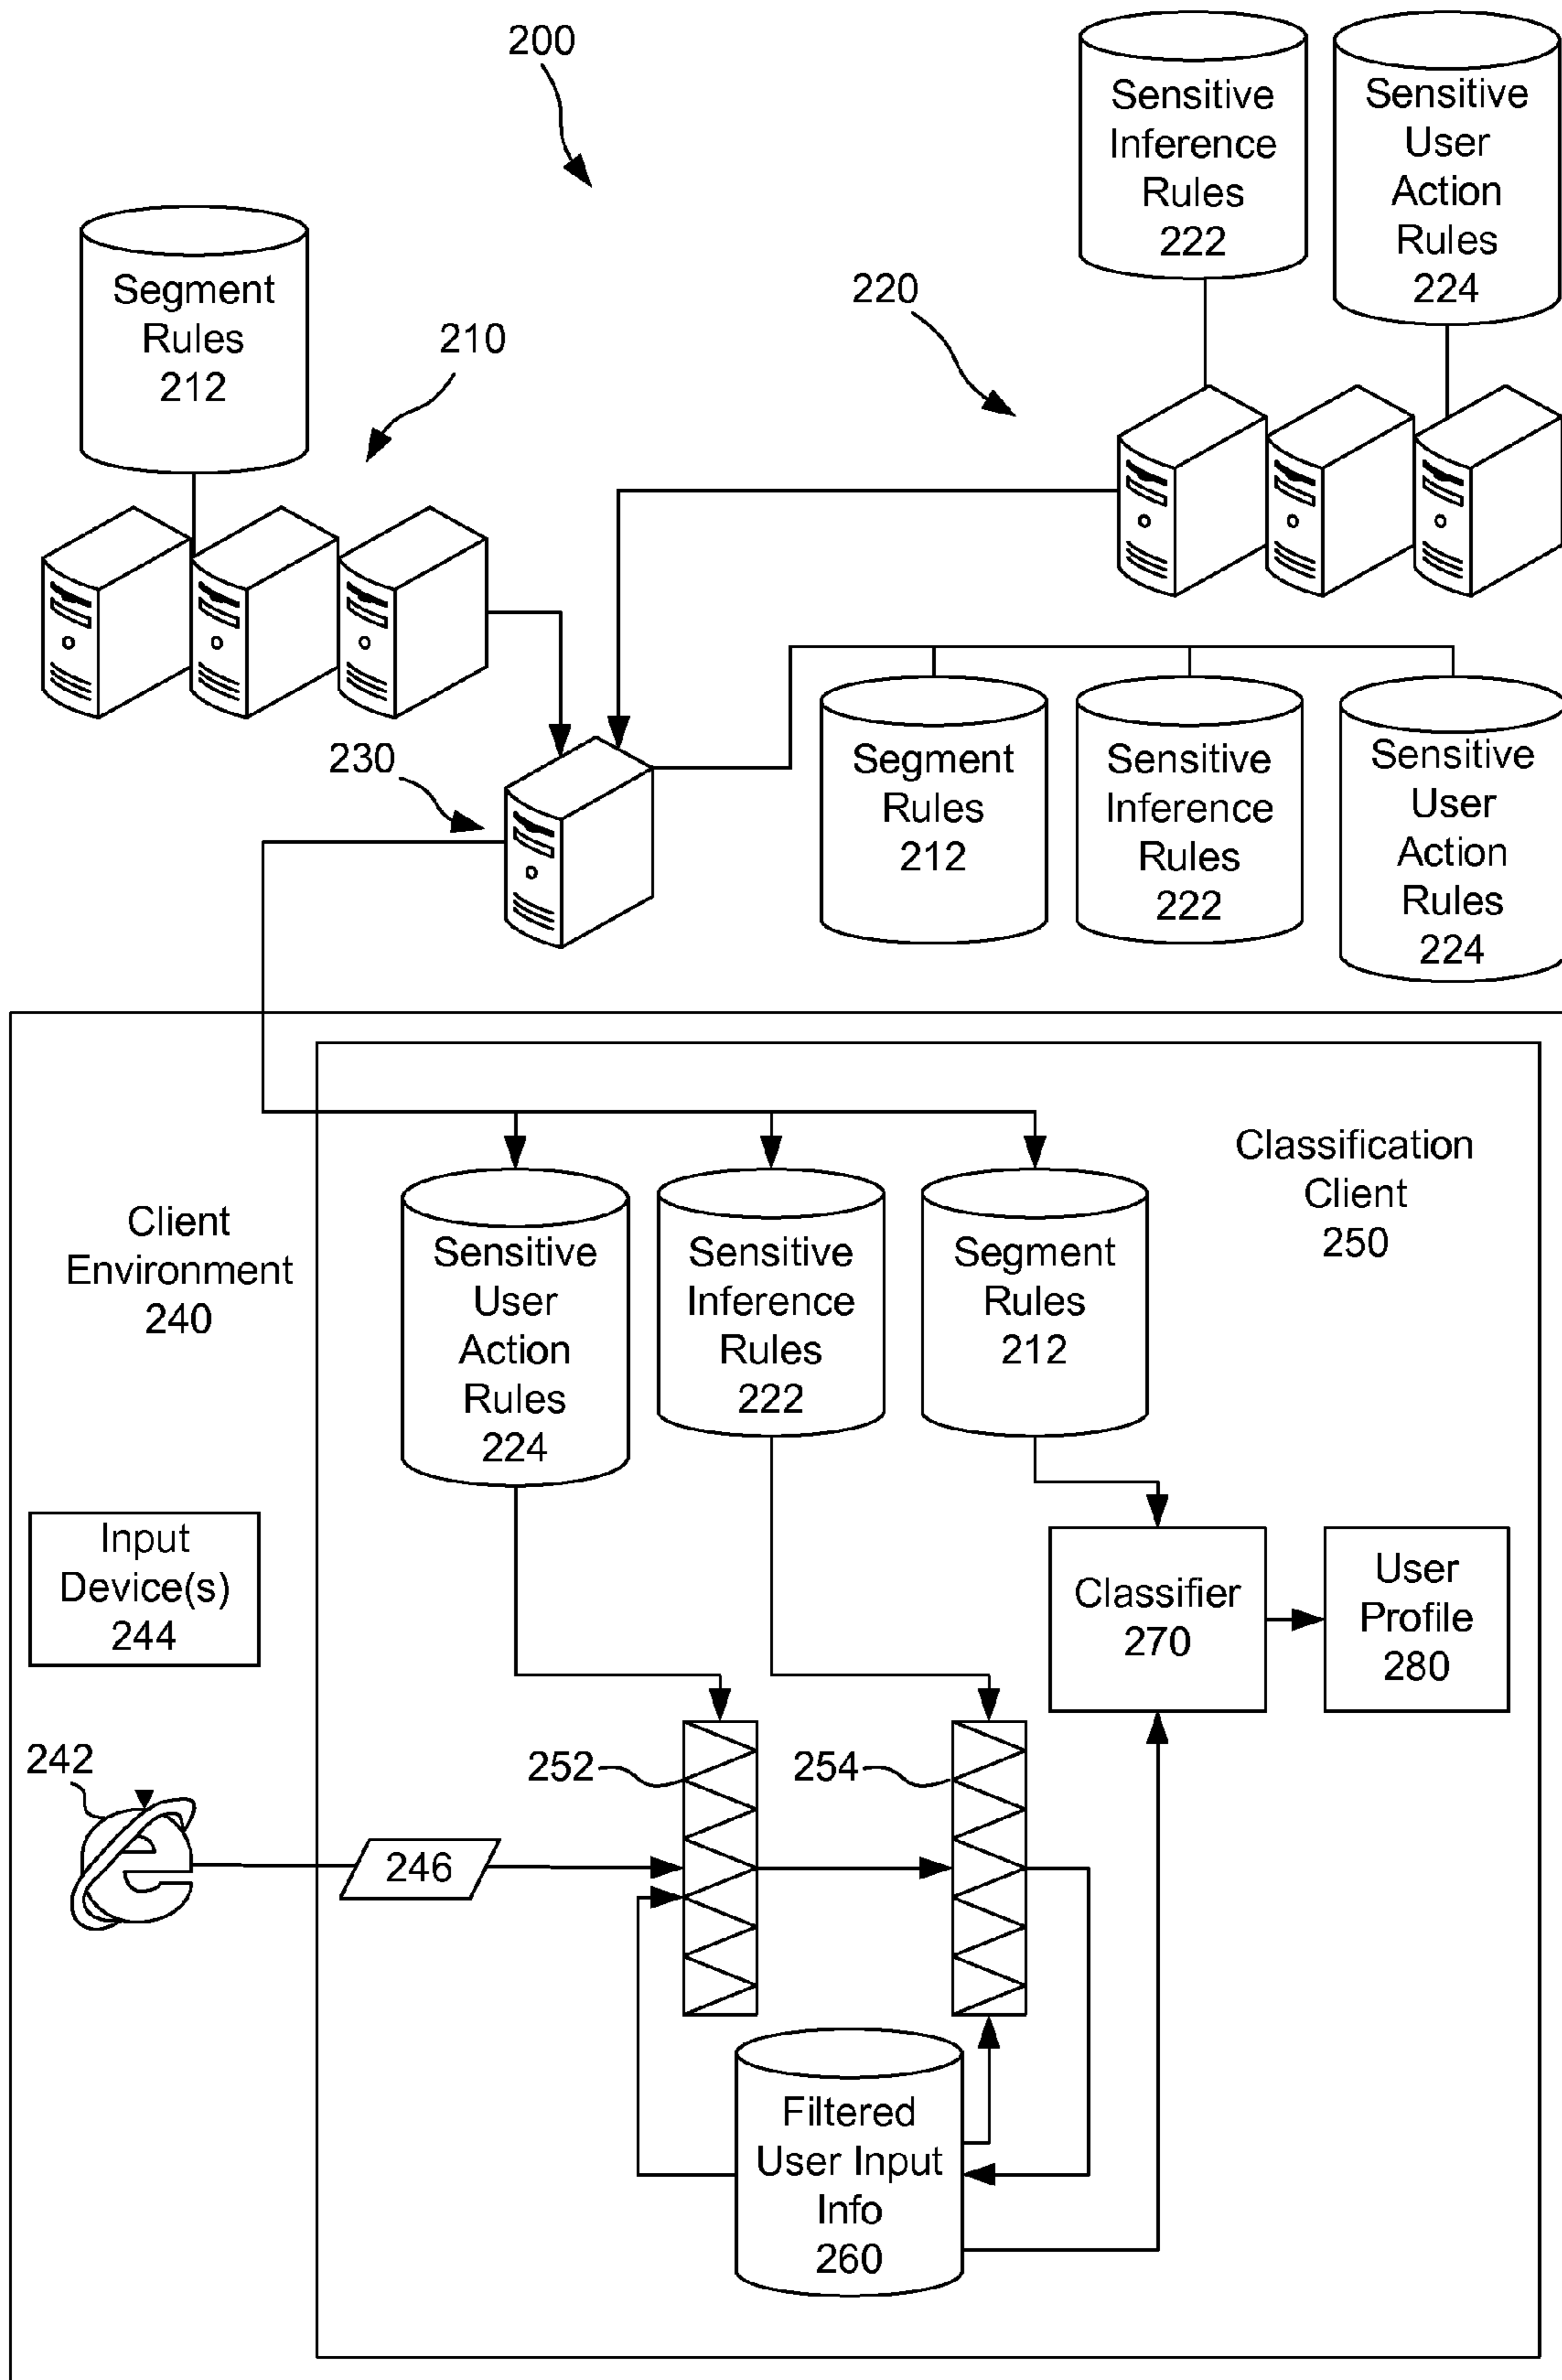 200
Sensitive
Inference
Rules
222
Sensitive
User
Action
Rules
224
Segment
Rules
212
210
220
230
Segment
Rules
212
Sensitive
Inference
Rules
222
Sensitive
User
Action
Rules
224
Client
Environment
240
Classification
Client
250
Sensitive
User
Action
Rules
224
Sensitive
Inference
Rules
222
Segment
Rules
212
Input
Device(s)
244
Classifier
270
User
Profile
280
242
252
254
246
Filtered
User Input
Info
260